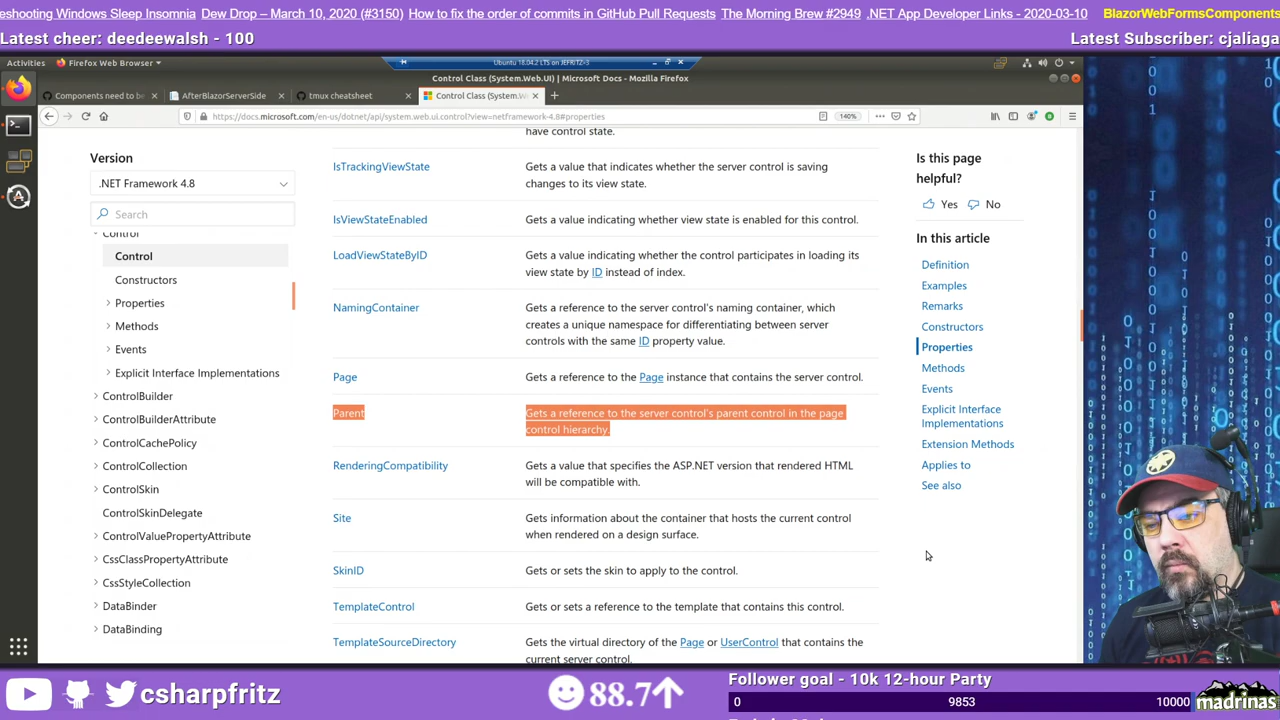 eshooting Windows Sleep Insomnia Dew Drop – March 10, 2020 (#3150) How to fix the order of commits in GitHub Pull Requests The Morning Brew #2949 .NET App Developer Links - 2020-03-10 BlazorWebFormsComponents
Latest cheer: deedeewalsh - 100
Latest Subscriber: cjaliaga
Activities
Firefox Web Browser
Ubuntu 18.04.2 LTS on JEFRITZ-3
Control Class (System.Web.UI) | Microsoft Docs - Mozilla Firefox
Components need to be
AfterBlazorServerSide
tmux cheatsheet
Control Class (System.We
https://docs.microsoft.com/en-us/dotnet/api/system.web.ui.control?view=netframework-4.8#properties
140%
Version
.NET Framework 4.8
Search
Control
Control
Constructors
Properties
Methods
Events
Explicit Interface Implementations
ControlBuilder
ControlBuilderAttribute
ControlCachePolicy
ControlCollection
ControlSkin
ControlSkinDelegate
ControlValuePropertyAttribute
CssClassPropertyAttribute
CssStyleCollection
DataBinder
DataBinding
have control state.
IsTrackingViewState
Gets a value that indicates whether the server control is saving
changes to its view state.
IsViewStateEnabled
Gets a value indicating whether view state is enabled for this control.
LoadViewStateByID
Gets a value indicating whether the control participates in loading its
view state by ID instead of index.
NamingContainer
Gets a reference to the server control's naming container, which
creates a unique namespace for differentiating between server
controls with the same ID property value.
Page
Gets a reference to the Page instance that contains the server control.
Parent
Gets a reference to the server control's parent control in the page
control hierarchy.
RenderingCompatibility
Gets a value that specifies the ASP.NET version that rendered HTML
will be compatible with.
Site
Gets information about the container that hosts the current control
when rendered on a design surface.
SkinID
Gets or sets the skin to apply to the control.
TemplateControl
Gets or sets a reference to the template that contains this control.
TemplateSourceDirectory
Gets the virtual directory of the Page or UserControl that contains the
current server control.
Is this page
helpful?
Yes
No
In this article
Definition
Examples
Remarks
Constructors
Properties
Methods
Events
Explicit Interface
Implementations
Extension Methods
Applies to
See also
csharpfritz
88.7
Follower goal - 10k 12-hour Party
0
9853
10000
madrinas